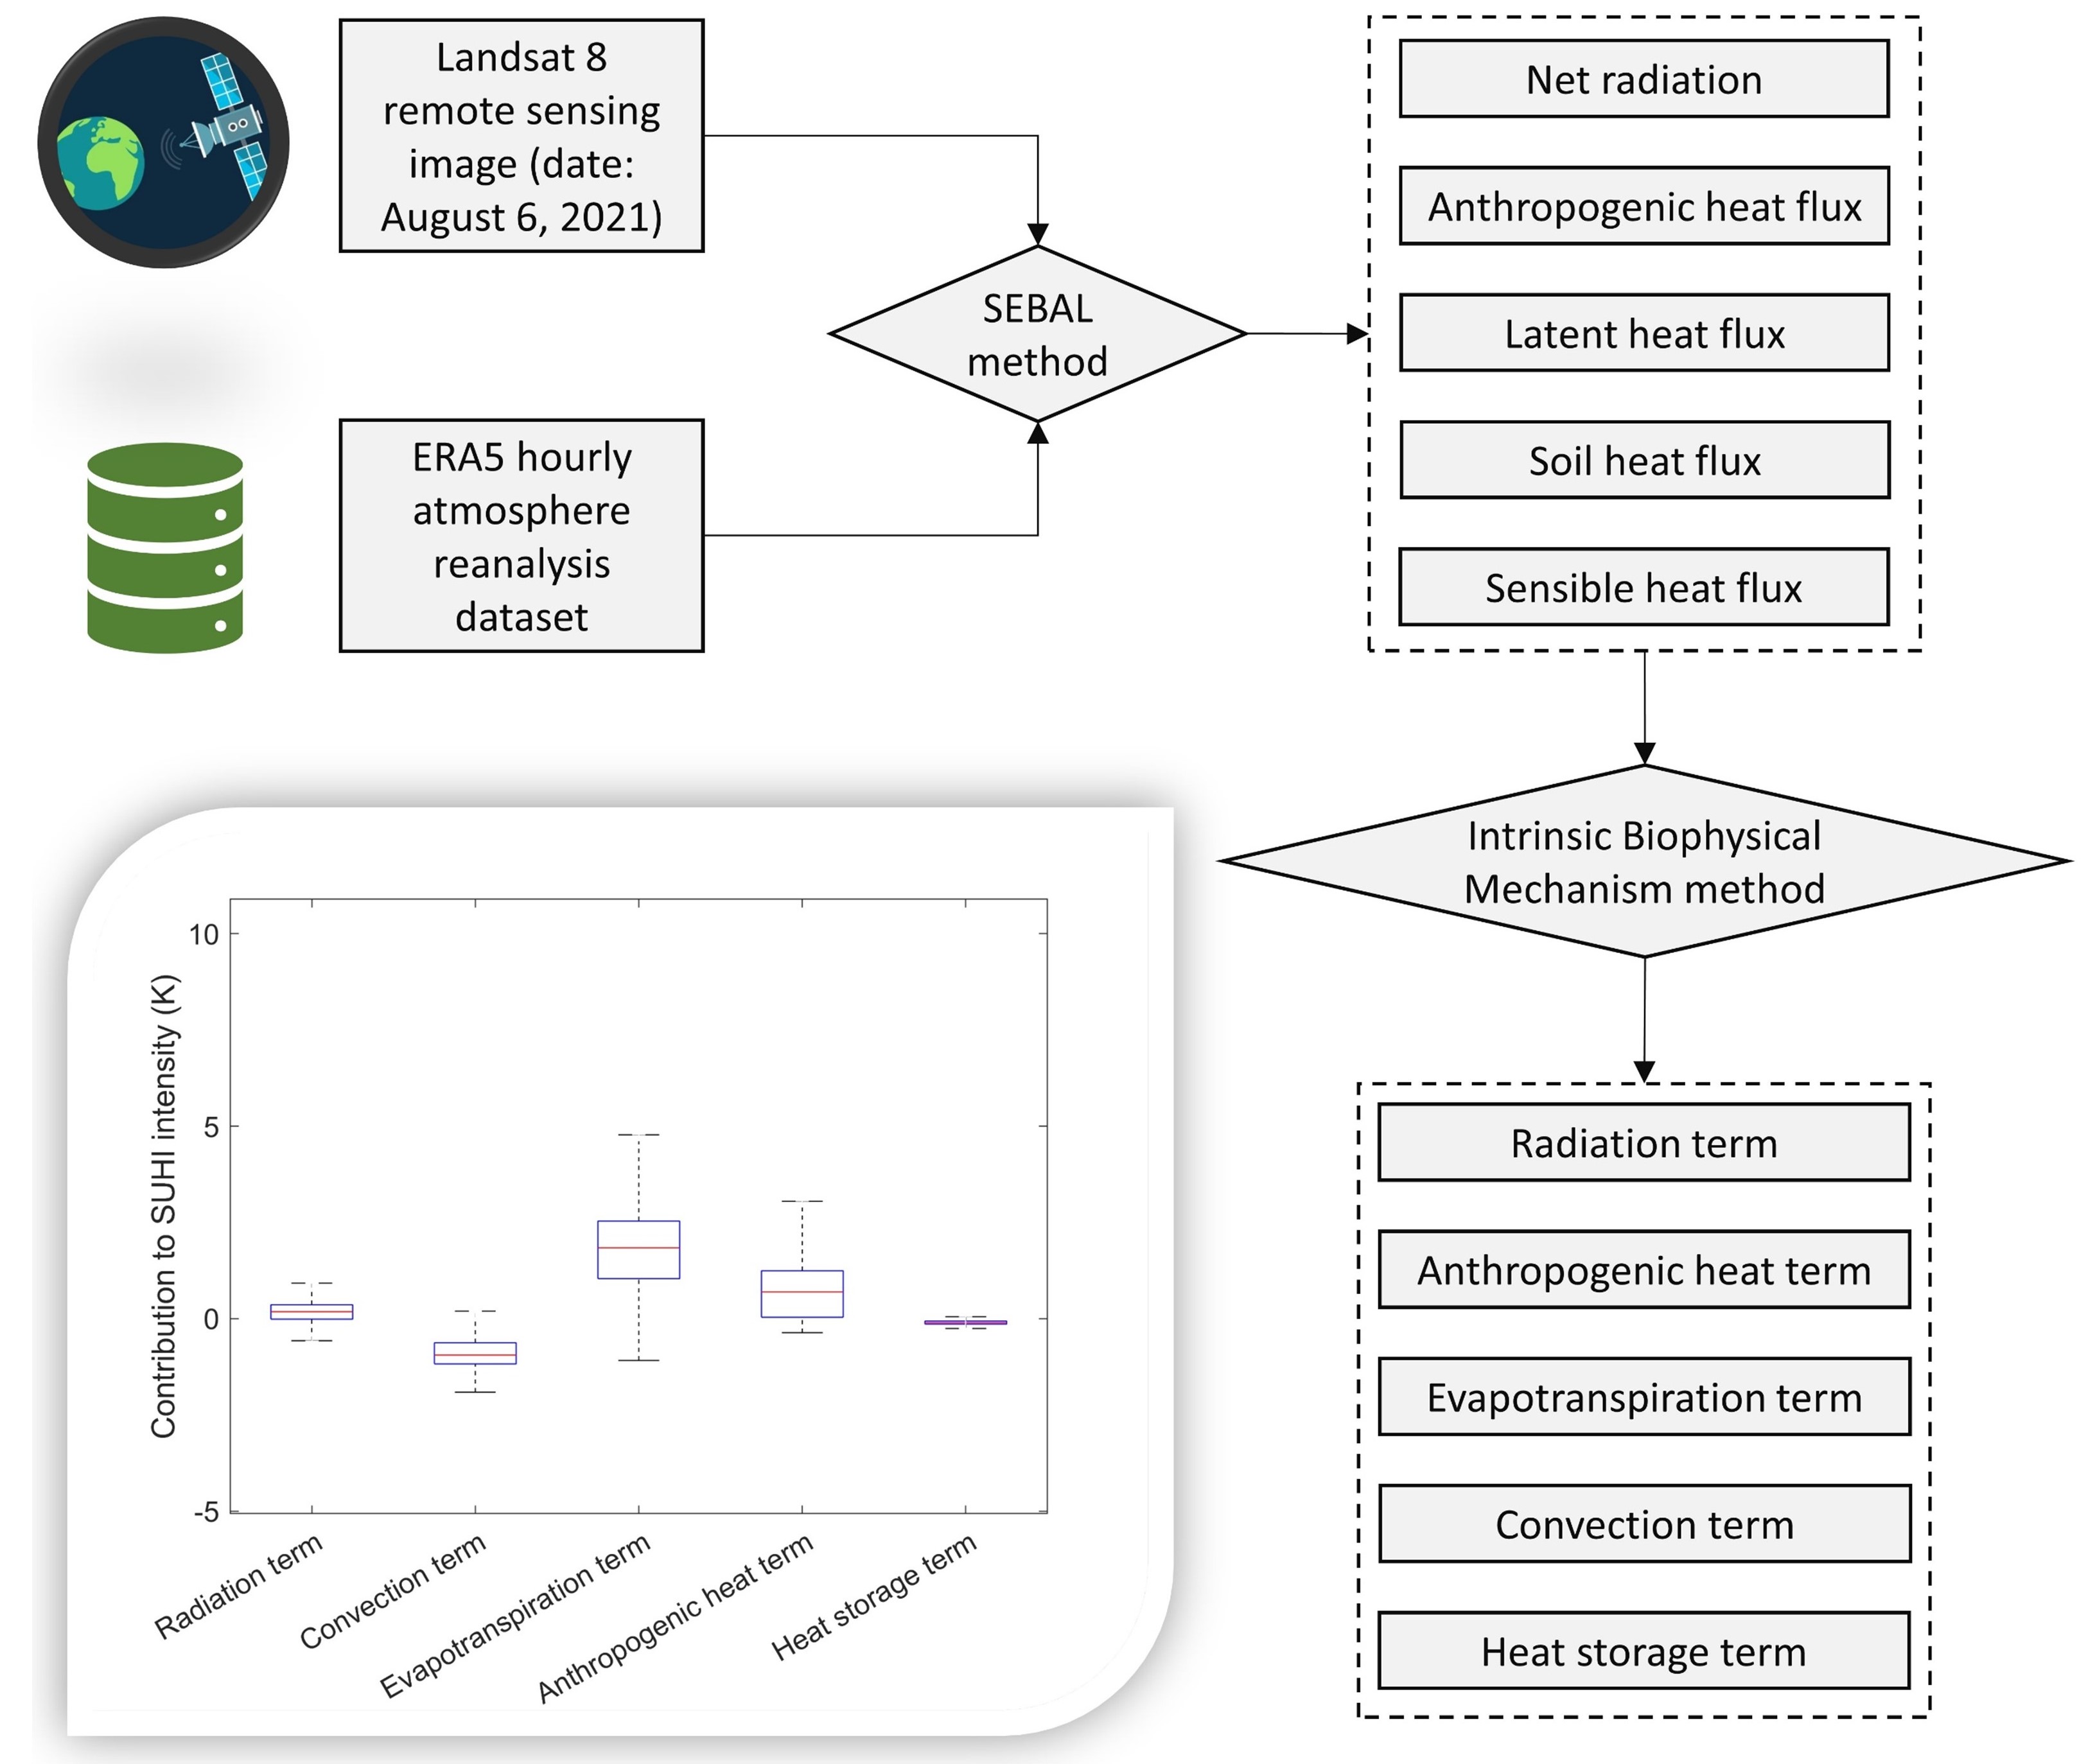 Landsat 8
remote sensing
image (date:
August 6, 2021)
SEBAL
method
ERA5 hourly
atmosphere
reanalysis
dataset
Net radiation
Anthropogenic heat flux
Latent heat flux
Soil heat flux
Sensible heat flux
Intrinsic Biophysical
Mechanism method
Radiation term
Anthropogenic heat term
Evapotranspiration term
Convection term
Heat storage term
Contribution to SUHI intensity (K)
10
5
0
-5
Radiation term
Convection term
Evapotranspiration term
Anthropogenic heat term
Heat storage term